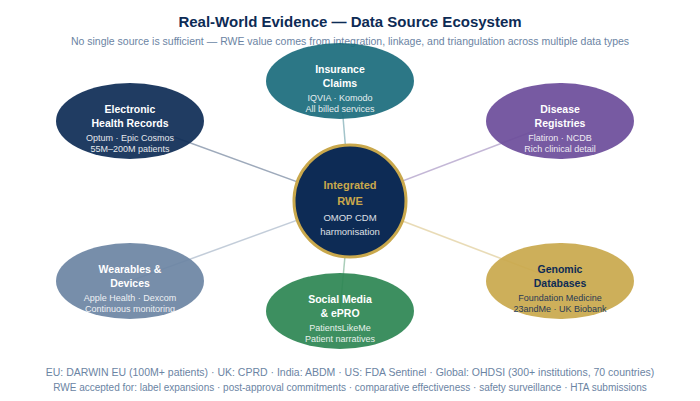 Real-World Evidence — Data Source Ecosystem
No single source is sufficient — RWE value comes from integration, linkage, and triangulation across multiple data types
Insurance
Claims
IQVIA · Komodo
All billed services
Electronic
Health Records
Optum · Epic Cosmos
55M–200M patients
Disease
Registries
Flatiron · NCDB
Rich clinical detail
Integrated
RWE
OMOP CDM
harmonisation
Wearables &
Devices
Apple Health · Dexcom
Continuous monitoring
Social Media
& ePRO
PatientsLikeMe
Patient narratives
Genomic
Databases
Foundation Medicine
23andMe · UK Biobank
EU: DARWIN EU (100M+ patients) · UK: CPRD · India: ABDM · US: FDA Sentinel · Global: OHDSI (300+ institutions, 70 countries)
RWE accepted for: label expansions · post-approval commitments · comparative effectiveness · safety surveillance · HTA submissions